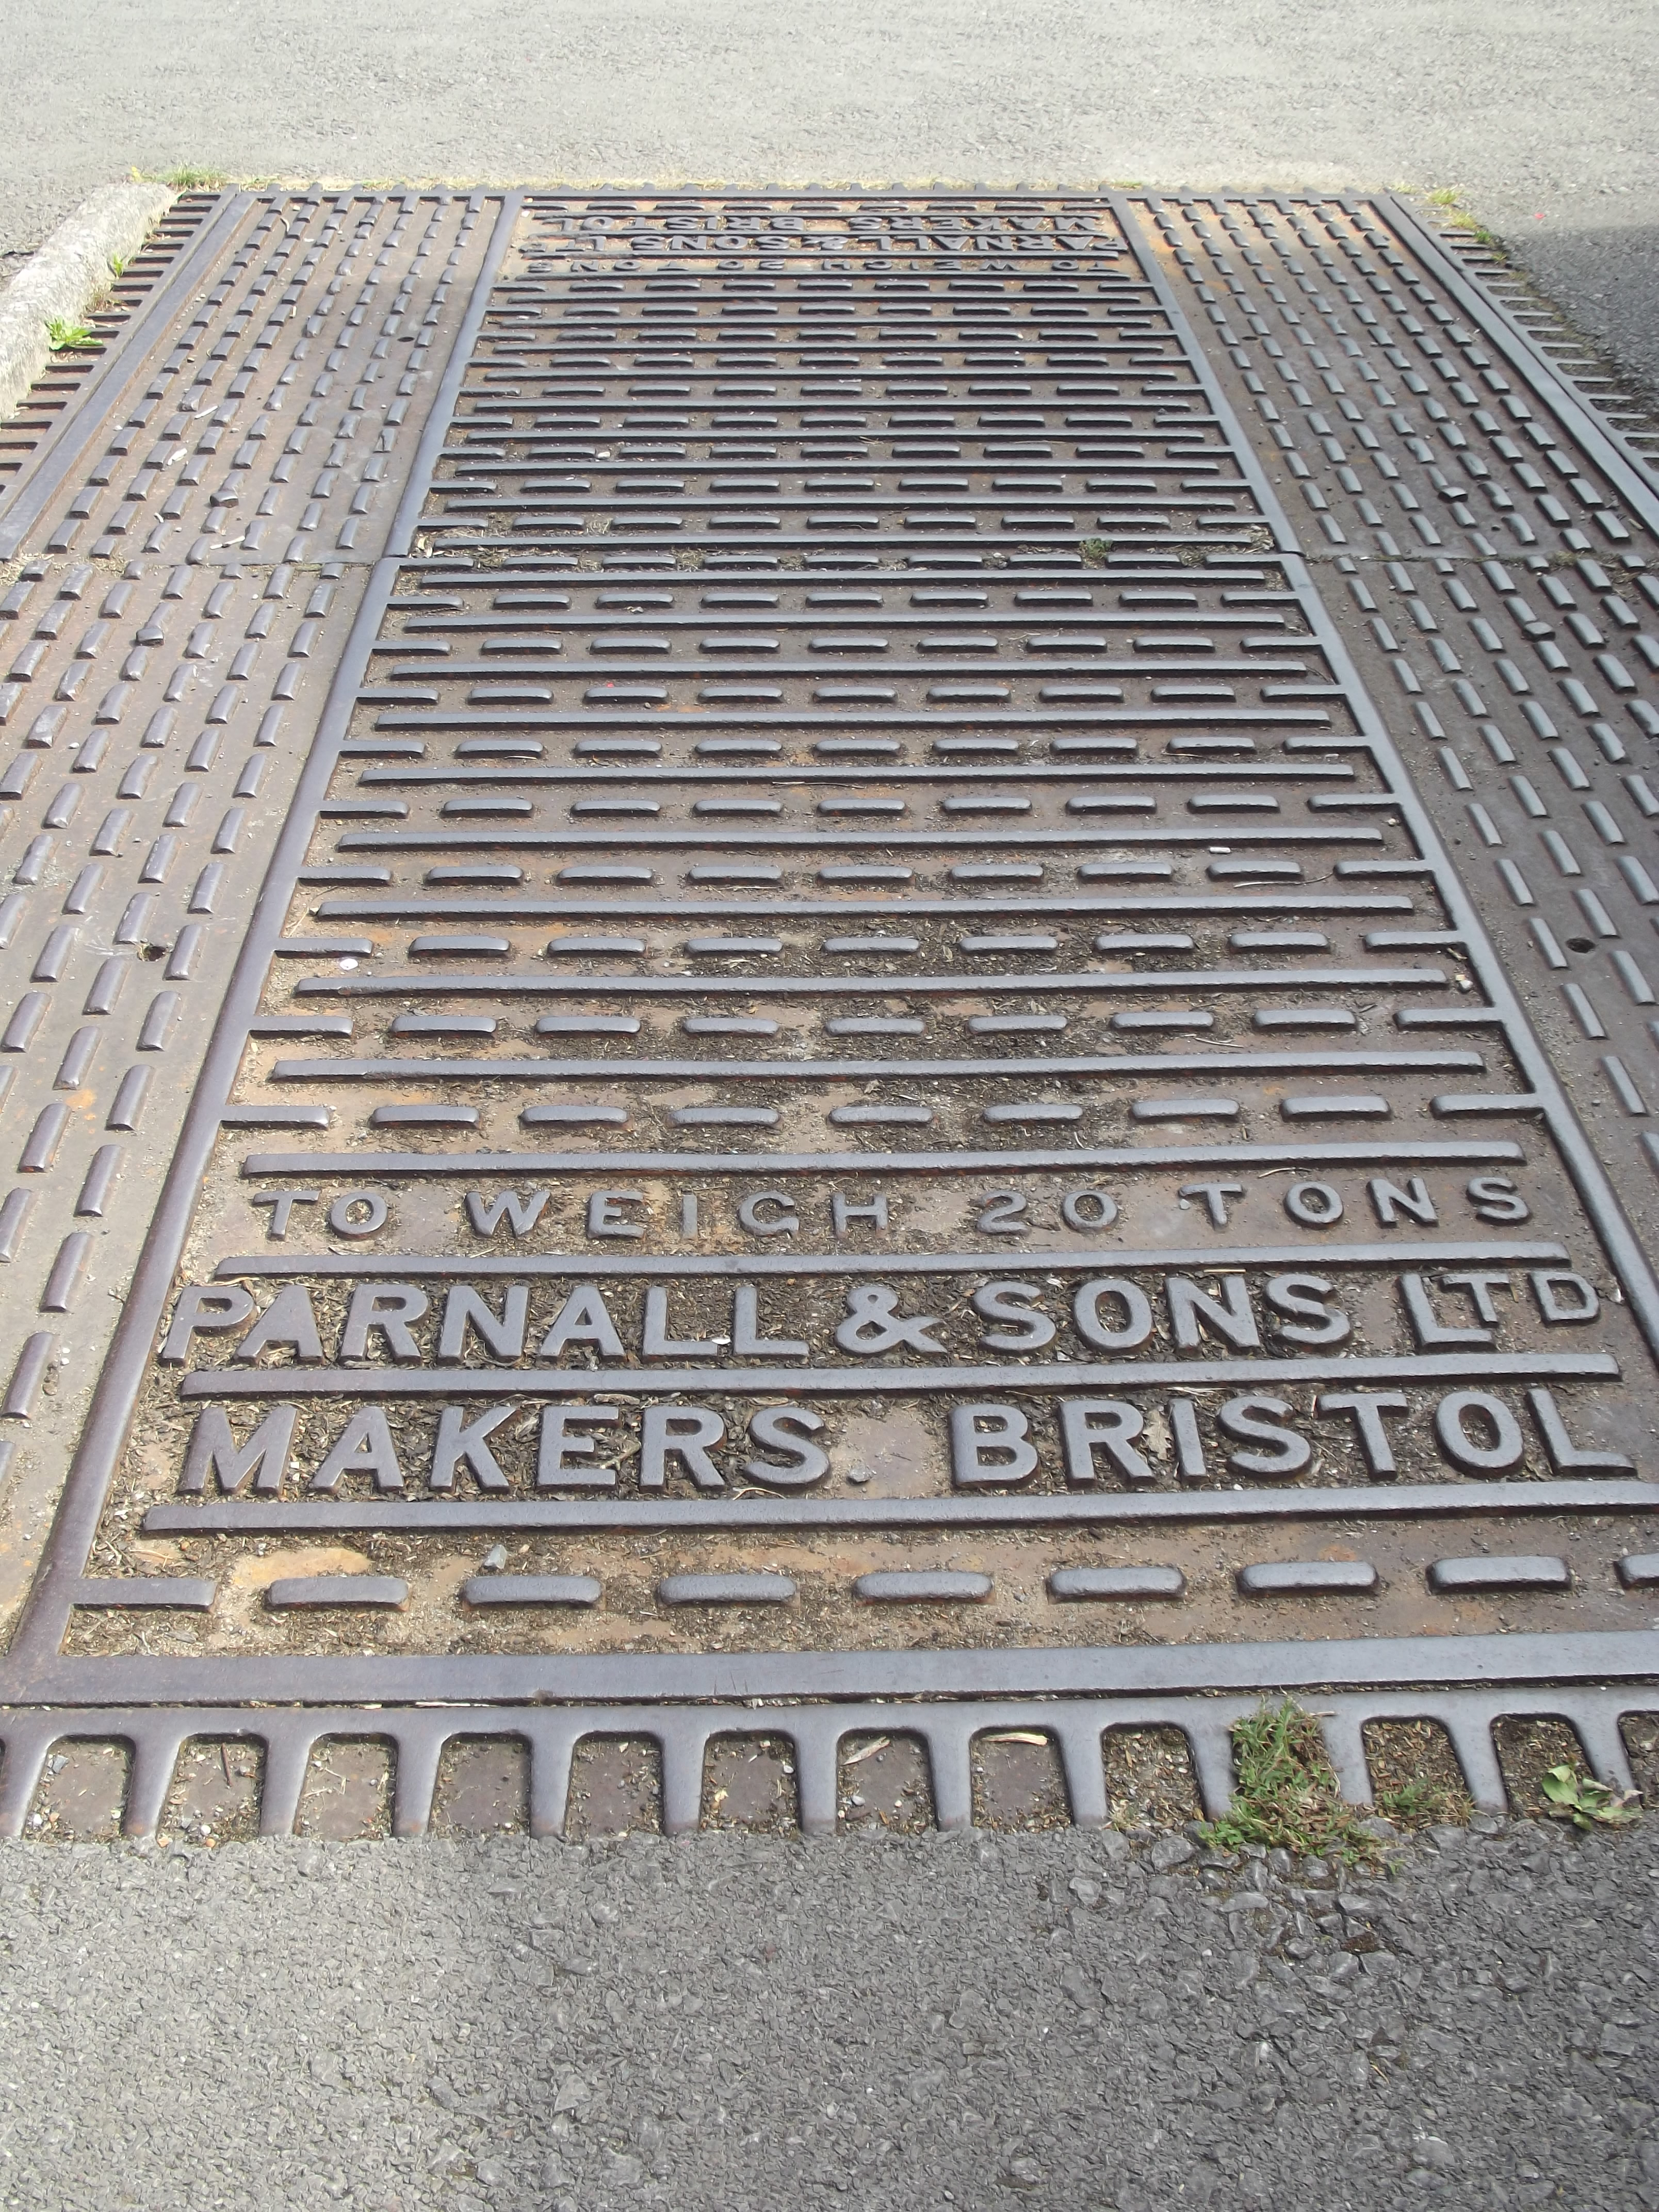 MAKERS BRISTOL
PARNALL & SONS LTD
TO WEIGH 20 TONS
TO WEIGH 20 TONS
PARNALL & SONS LTD
MAKERS BRISTOL